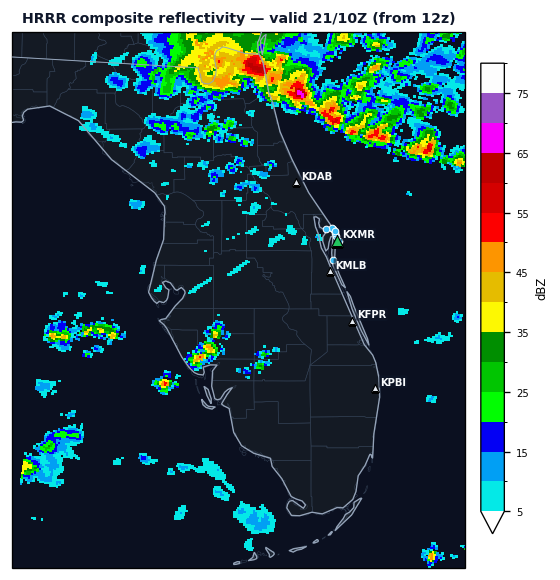 HRRR composite reflectivity — valid 21/10Z (from 12z)
KDAB
KXMR
KMLB
KFPR
KPBI
75
65
55
45
35
25
15
5
dBZ